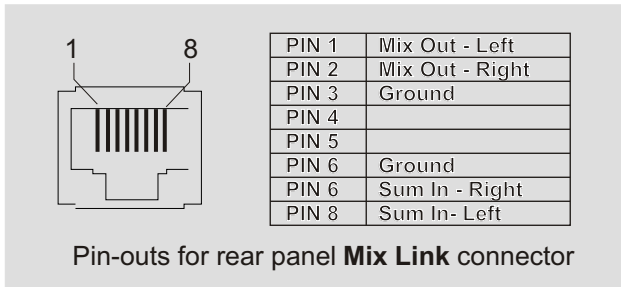 1 8
PIN 1 Mix Out - Left
PIN 2 Mix Out - Right
PIN 3 Ground
PIN 4
PIN 5
PIN 6 Ground
PIN 6 Sum In - Right
PIN 8 Sum In- Left
Pin-outs for rear panel Mix Link connector